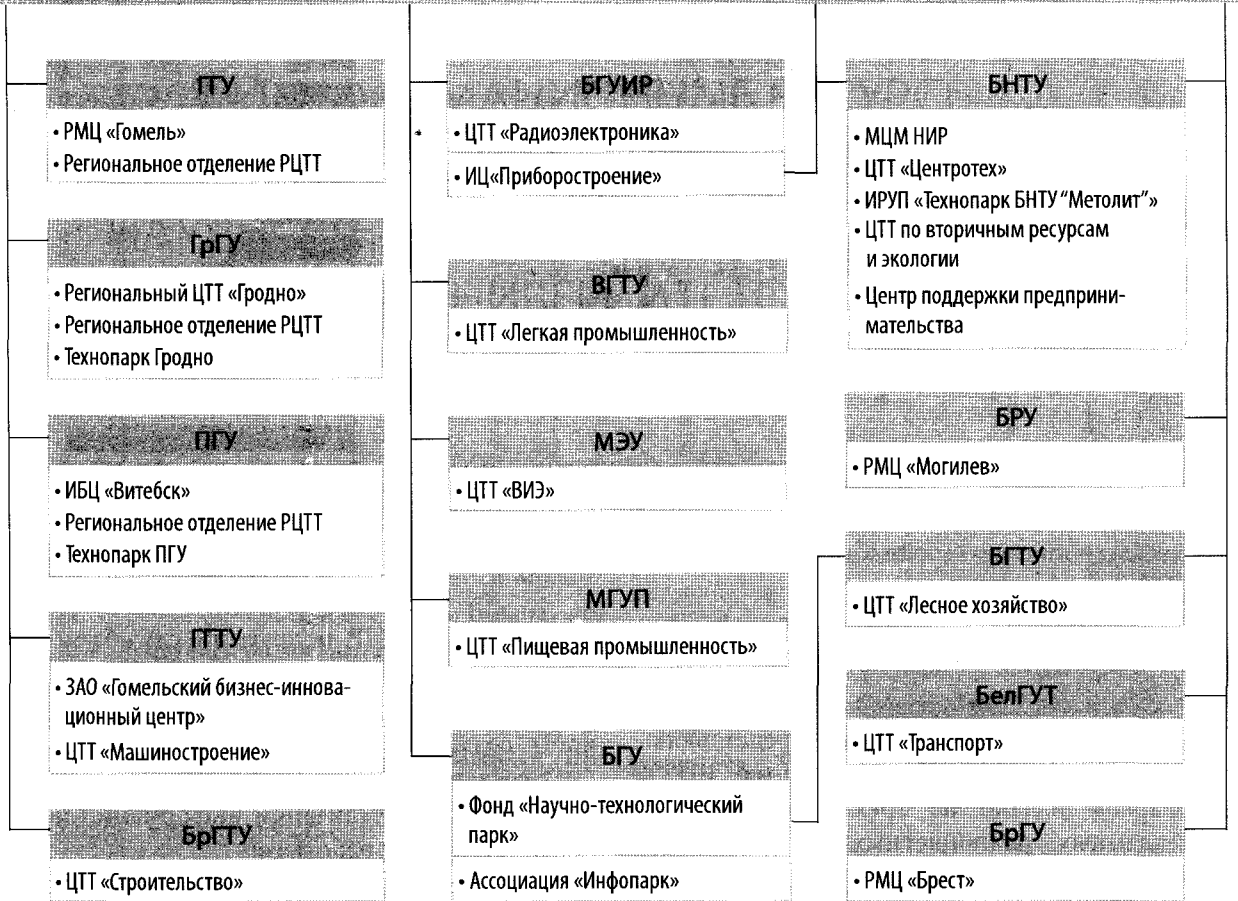 ГГУ
• РМЦ «Гомель»
• Региональное отделение РЦТТ
ГрГУ
• Региональный ЦТТ «Гродно»
• Региональное отделение РЦТТ
• Технопарк Гродно
ПГУ
• ИБЦ «Витебск»
• Региональное отделение РЦТТ
• Технопарк ПГУ
ГГТУ
• ЗАО «Гомельский бизнес-иннова-
ционный центр»
• ЦТТ «Машиностроение»
БрГТУ
• ЦТТ «Строительство»
БГУИР
• ЦТТ «Радиоэлектроника»
• ИЦ«Приборостроение»
ВГТУ
• ЦТТ «Легкая промышленность»
МЭУ
• ЦТТ «ВИЭ»
МГУП
• ЦТТ «Пищевая промышленность»
БГУ
• Фонд «Научно-технологический
парк»
• Ассоциация «Инфопарк»
БНТУ
• МЦМ НИР
• ЦТТ «Центротех»
• ИРУП «Технопарк БНТУ "Метолит"»
• ЦТТ по вторичным ресурсам
и экологии
• Центр поддержки предприни-
мательства
БРУ
• РМЦ «Могилев»
БГТУ
• ЦТТ «Лесное хозяйство»
БелГУТ
• ЦТТ «Транспорт»
БрГУ
• РМЦ «Брест»